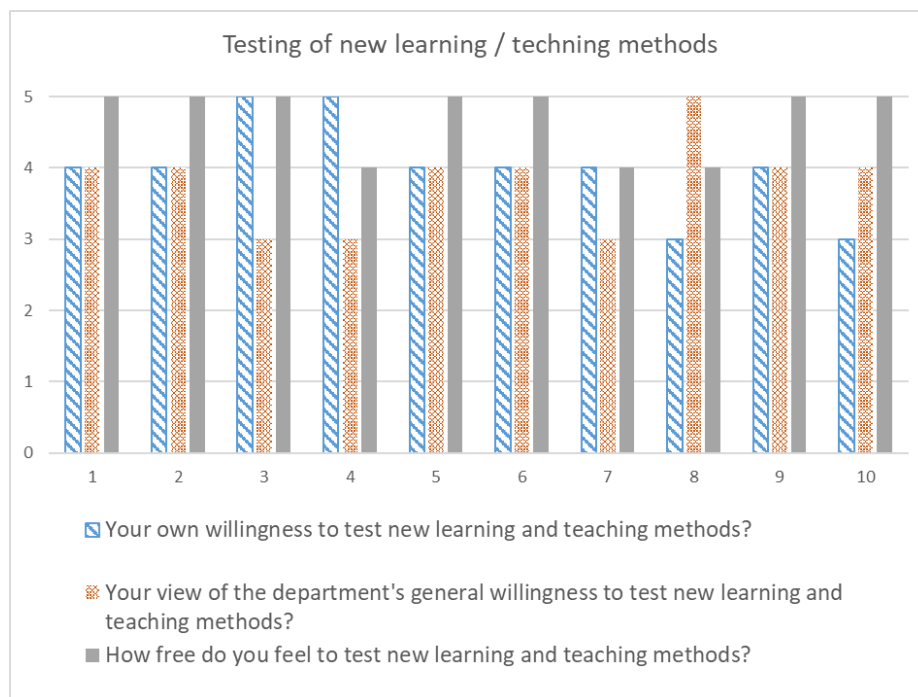 Testing of new learning / techning methods
5
4
3
2
1
0
1 2 3 4 5 6 7 8 9 10
Your own willingness to test new learning and teaching methods?
Your view of the department's general willingness to test new learning and
teaching methods?
How free do you feel to test new learning and teaching methods?